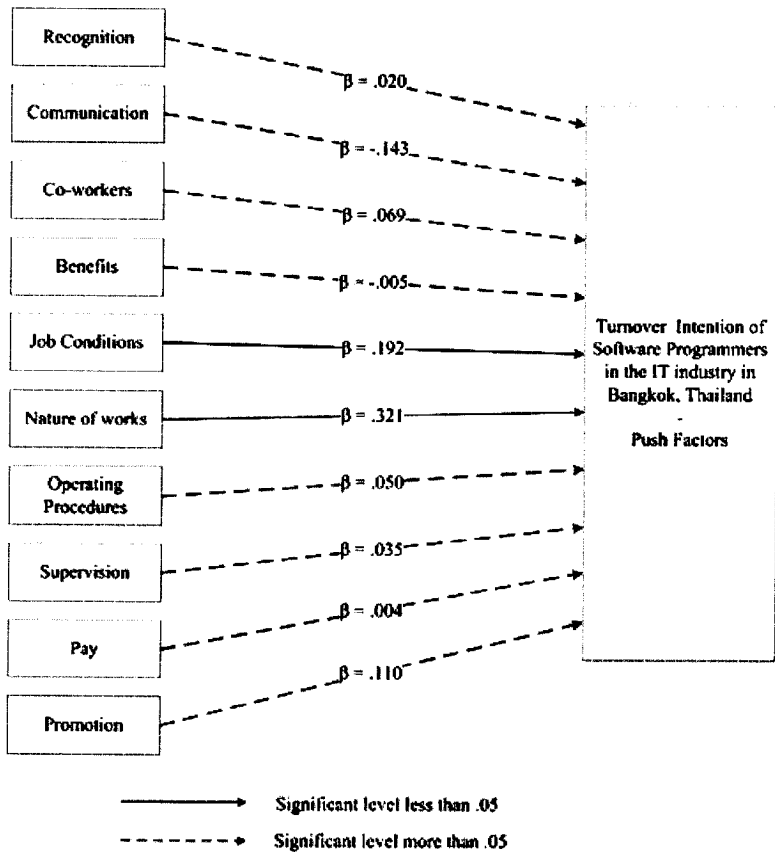 Recognition
β = .020
Communication
β = -.143
Co-workers
β = .069
Benefits
β = -.005
Job Conditions
β = .192
Nature of works
β = .321
Operating
Procedures
β = .050
Supervision
β = .035
Pay
β = .004
Promotion
β = .110
Turnover Intention of
Software Programmers
in the IT industry in
Bangkok, Thailand
-
Push Factors
Significant level less than .05
Significant level more than .05